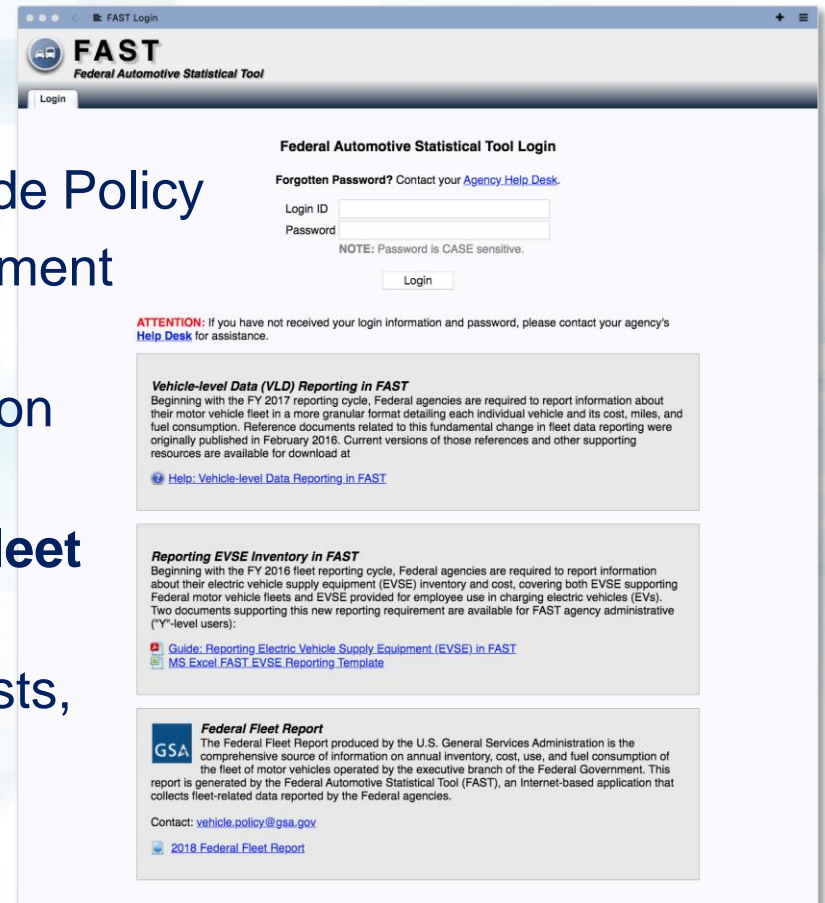 FAST Login
FAST
Federal Automotive Statistical Tool
Login
Federal Automotive Statistical Tool Login
Forgotten Password? Contact your Agency Help Desk.
Login ID
Password
NOTE: Password is CASE sensitive.
Login
ATTENTION: If you have not received your login information and password, please contact your agency's
Help Desk for assistance.
Vehicle-level Data (VLD) Reporting in FAST
Beginning with the FY 2017 reporting cycle, Federal agencies are required to report information about
their motor vehicle fleet in a more granular format detailing each individual vehicle and its cost, miles, and
fuel consumption. Reference documents related to this fundamental change in fleet data reporting were
originally published in February 2016. Current versions of those references and other supporting
resources are available for download at
Help: Vehicle-level Data Reporting in FAST
Reporting EVSE Inventory in FAST
Beginning with the FY 2016 fleet reporting cycle, Federal agencies are required to report information
about their electric vehicle supply equipment (EVSE) inventory and cost, covering both EVSE supporting
Federal motor vehicle fleets and EVSE provided for employee use in charging electric vehicles (EVs).
Two documents supporting this new reporting requirement are available for FAST agency administrative
("Y"-level users):
Guide: Reporting Electric Vehicle Supply Equipment (EVSE) in FAST
MS Excel FAST EVSE Reporting Template
GSA
Federal Fleet Report
The Federal Fleet Report produced by the U.S. General Services Administration is the
comprehensive source of information on annual inventory, cost, use, and fuel consumption of
the fleet of motor vehicles operated by the executive branch of the Federal Government. This
report is generated by the Federal Automotive Statistical Tool (FAST), an Internet-based application that
collects fleet-related data reported by the Federal agencies.
Contact: vehicle.policy@gsa.gov
2018 Federal Fleet Report
de Policy
ment
on
leet
sts,